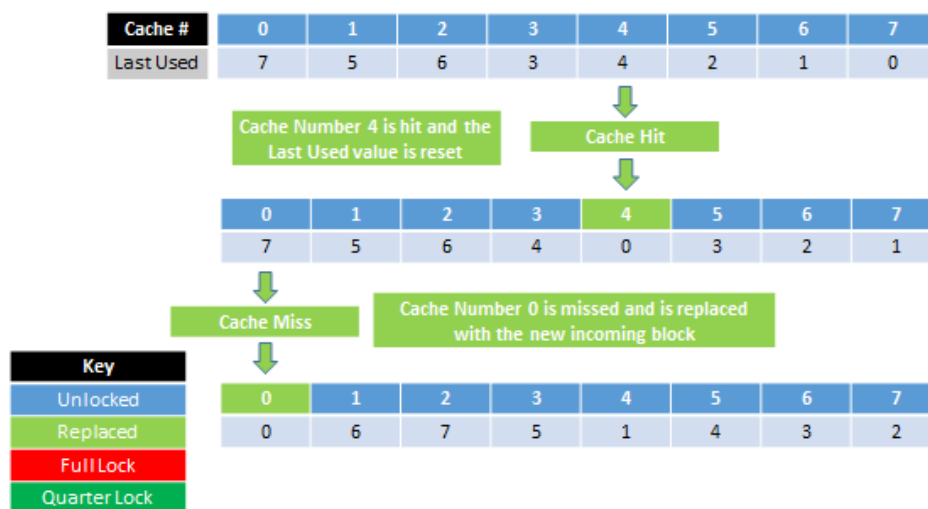 Cache # 0 1 2 3 4 5 6 7
Last Used 7 5 6 3 4 2 1 0
Cache Number 4 is hit and the
Last Used value is reset
Cache Hit
0 1 2 3 4 5 6 7
7 5 6 4 0 3 2 1
Cache Miss
Cache Number 0 is missed and is replaced
with the new incoming block
Key
Unlocked
Replaced
Full Lock
Quarter Lock
0 1 2 3 4 5 6 7
0 6 7 5 1 4 3 2